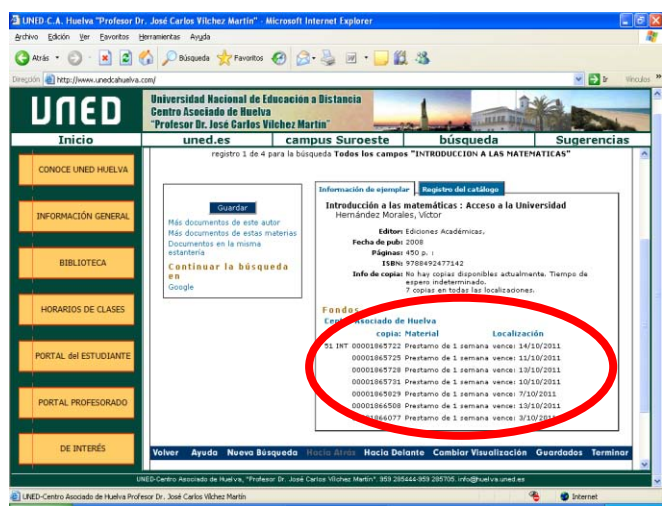 UNED-C.A. Huelva "Profesor Dr. José Carlos Vilchez Martín" - Microsoft Internet Explorer
Archivo Edición Ver Favoritos Herramientas Ayuda
Atrás Búsqueda Favoritos
Dirección http://www.unedcahuelva.com/ Ir Vínculos »
UNED
Universidad Nacional de Educación a Distancia
Centro Asociado de Huelva
"Profesor Dr. José Carlos Vílchez Martín"
Inicio uned.es campus Suroeste búsqueda Sugerencias
registro 1 de 4 para la búsqueda Todos los campos "INTRODUCCION A LAS MATEMATICAS"
CONOCE UNED HUELVA
INFORMACIÓN GENERAL
BIBLIOTECA
HORARIOS DE CLASES
PORTAL del ESTUDIANTE
PORTAL PROFESORADO
DE INTERÉS
Guardar
Más documentos de este autor
Más documentos de estas materias
Documentos en la misma
estantería
Continuar la búsqueda
en
Google
Información de ejemplar Registro del catálogo
Introducción a las matemáticas : Acceso a la Universidad
Hernández Morales, Víctor
Editor: Ediciones Académicas.
Fecha de pub: 2008
Páginas: 450 p. ;
ISBN: 9788492477142
Info de copia: No hay copias disponibles actualmente. Tiempo de
espero indeterminado.
7 copias en todas las localizaciones.
Fondos
Centro Asociado de Huelva
copia: Material Localización
51 INT 00001065722 Prestamo de 1 semana vence: 14/10/2011
00001865725 Prestamo de 1 semana vence: 11/10/2011
00001865728 Prestamo de 1 semana vence: 13/10/2011
00001865731 Prestamo de 1 semana vence: 10/10/2011
00001865029 Prestamo de 1 semana vence: 7/10/2011
00001866508 Prestamo de 1 semana vence: 13/10/2011
00001866077 Prestamo de 1 semana vence: 3/10/2011
Volver Ayuda Nueva Búsqueda Hacia Atrás Hacia Delante Cambiar Visualización Guardados Terminar
UNED-Centro Asociado de Huelva, "Profesor Dr. José Carlos Vílchez Martín". 959 285444-959 285705. info@huelva.uned.es
UNED-Centro Asociado de Huelva Profesor Dr. José Carlos Vilchez Martín Internet